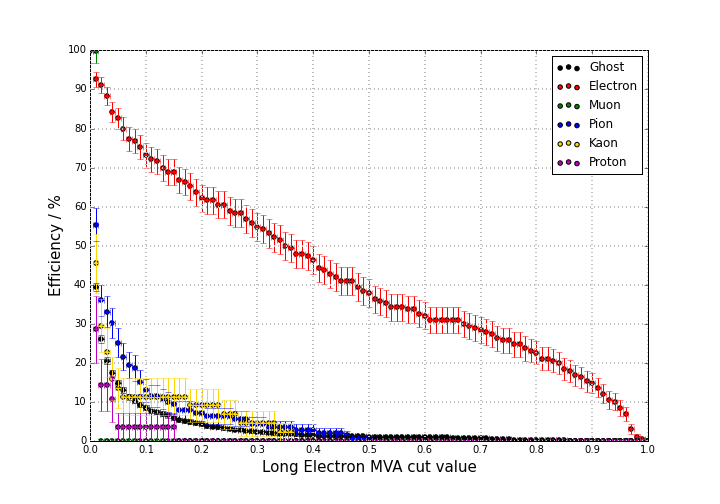 Efficiency / %
100
90
80
70
60
50
40
30
20
10
0
Ghost
Electron
Muon
Pion
Kaon
Proton
0.0 0.1 0.2 0.3 0.4 0.5 0.6 0.7 0.8 0.9 1.0
Long Electron MVA cut value